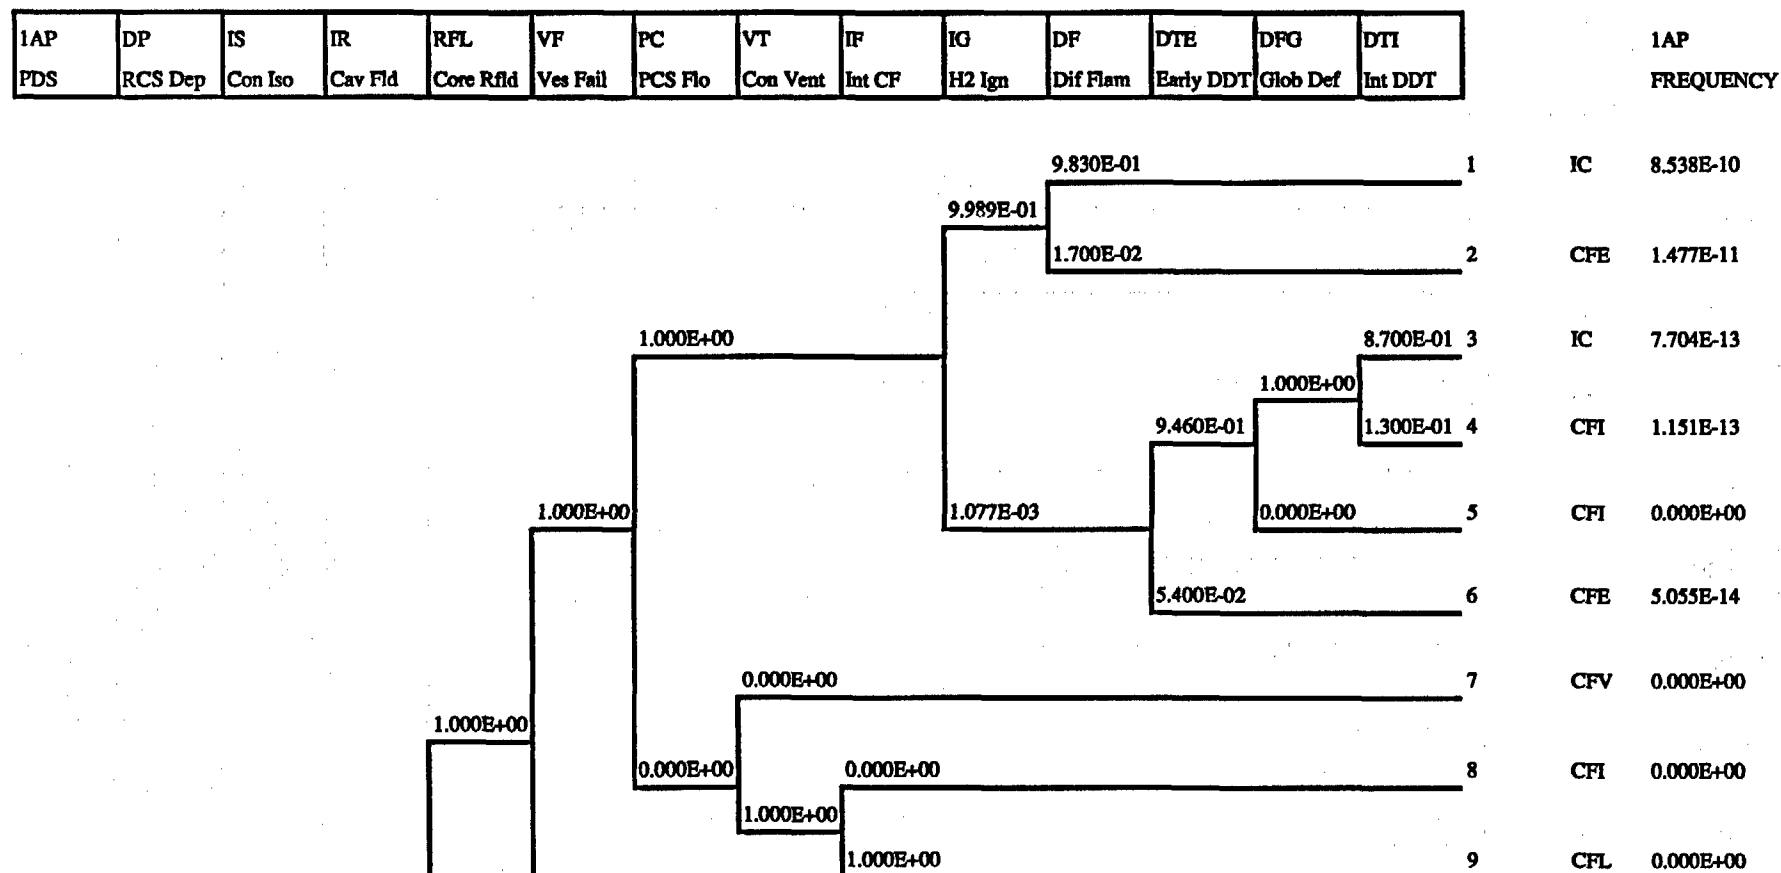 1AP DP IS IR RFL VF PC VT IF IG DF DTE DFG DTI 1AP
PDS RCS Dep Con Iso Cav Fld Core Rfld Ves Fail PCS Flo Con Vent Int CF H2 Ign Dif Flam Early DDT Glob Def Int DDT FREQUENCY
9.830E-01 1 IC 8.538E-10
9.989E-01
1.700E-02 2 CFE 1.477E-11
1.000E+00 8.700E-01 3 IC 7.704E-13
1.000E+00
9.460E-01 1.300E-01 4 CFI 1.151E-13
1.000E+00 1.077E-03 0.000E+00 5 CFI 0.000E+00
5.400E-02 6 CFE 5.055E-14
0.000E+00 7 CFV 0.000E+00
1.000E+00
0.000E+00 0.000E+00 8 CFI 0.000E+00
1.000E+00
1.000E+00 9 CFL 0.000E+00